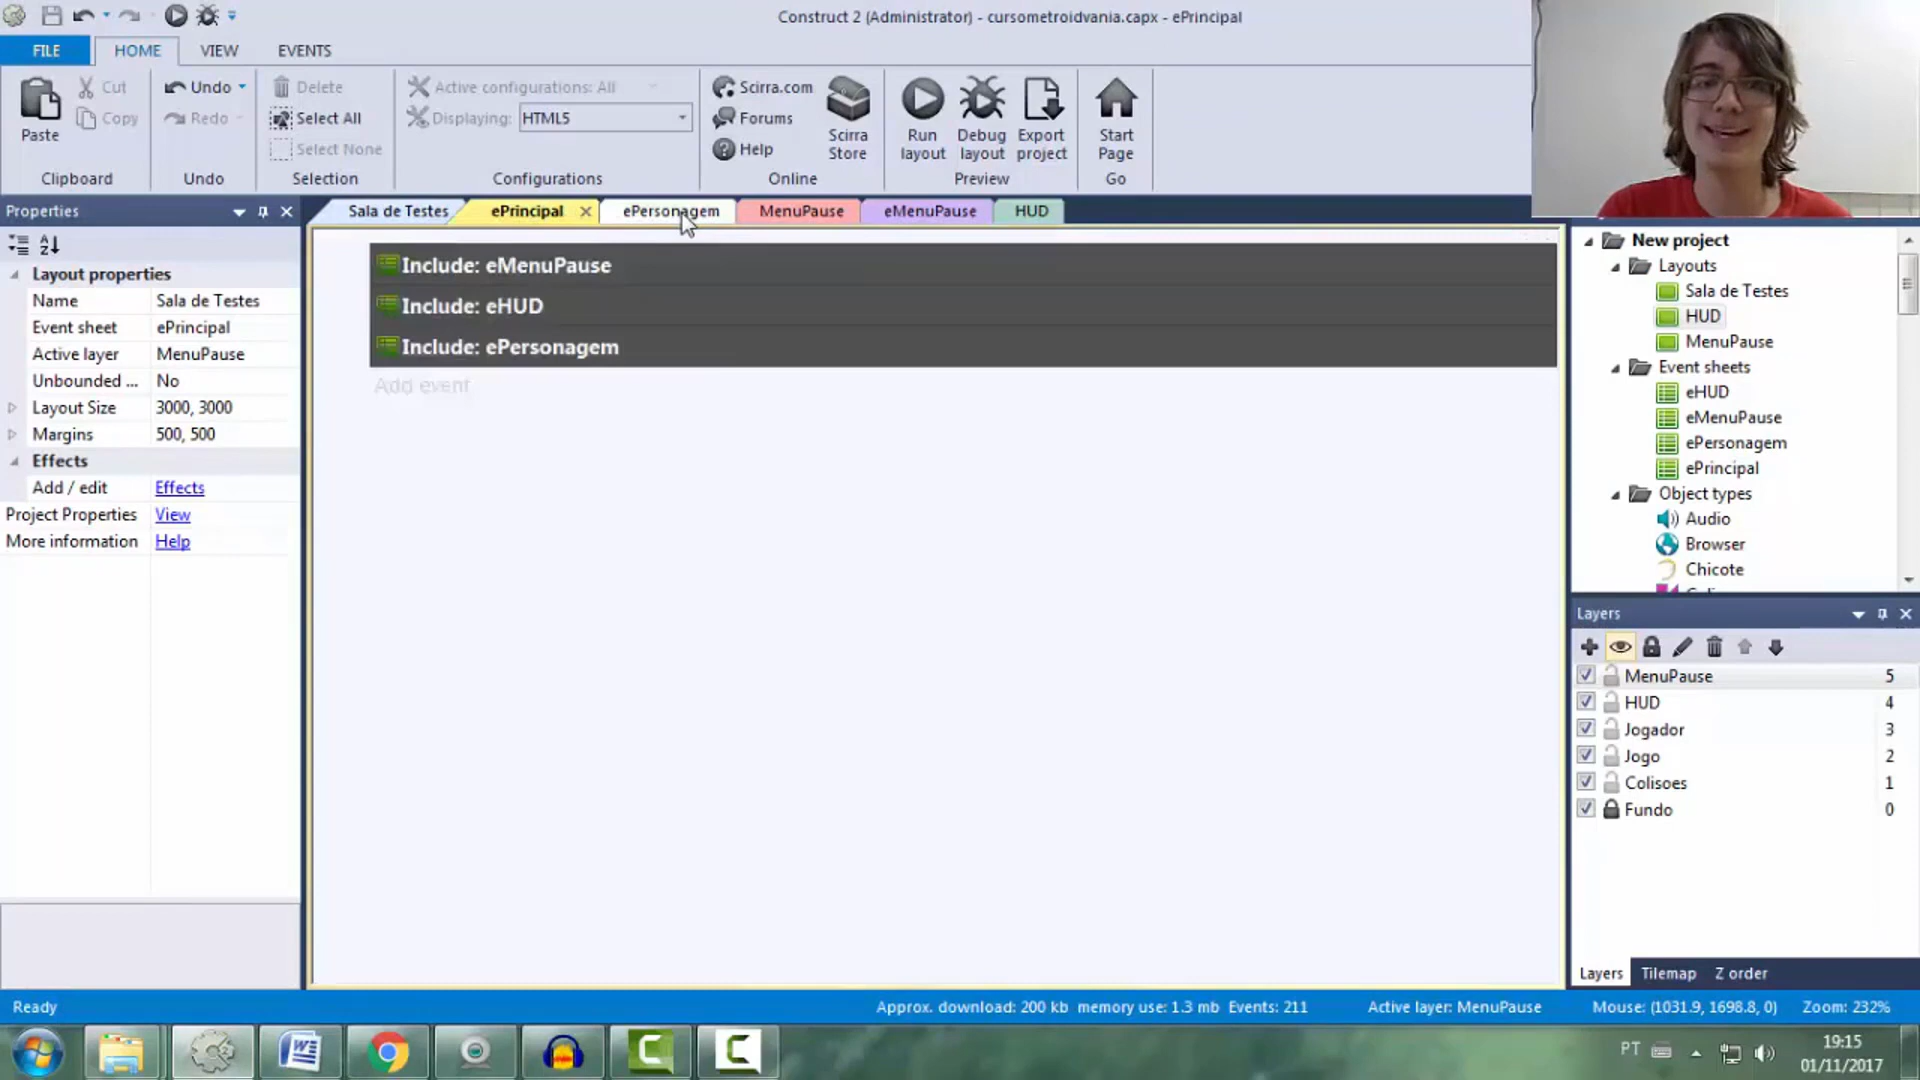 Construct 2 (Administrator) - cursometroidvania.capx - ePrincipal
FILE
HOME
VIEW
EVENTS
Paste
Cut
Copy
Clipboard
Undo
Redo
Undo
Delete
Select All
Select None
Selection
Active configurations: All
Displaying:
HTML5
Configurations
Scirra.com
Forums
Help
Scirra Store
Online
Run layout
Debug layout
Export project
Preview
Start Page
Go
Properties
Layout properties
Name Sala de Testes
Event sheet ePrincipal
Active layer MenuPause
Unbounded ... No
Layout Size 3000, 3000
Margins 500, 500
Effects
Add / edit Effects
Project Properties View
More information Help
Sala de Testes
ePrincipal
ePersonagem
MenuPause
eMenuPause
HUD
Include: eMenuPause
Include: eHUD
Include: ePersonagem
Add event
New project
Layouts
Sala de Testes
HUD
MenuPause
Event sheets
eHUD
eMenuPause
ePersonagem
ePrincipal
Object types
Audio
Browser
Chicote
Layers
MenuPause 5
HUD 4
Jogador 3
Jogo 2
Colisoes 1
Fundo 0
Layers Tilemap Z order
Ready
Approx. download: 200 kb memory use: 1.3 mb Events: 211
Active layer: MenuPause
Mouse: (1031.9, 1698.8, 0)
Zoom: 232%
PT
19:15
01/11/2017